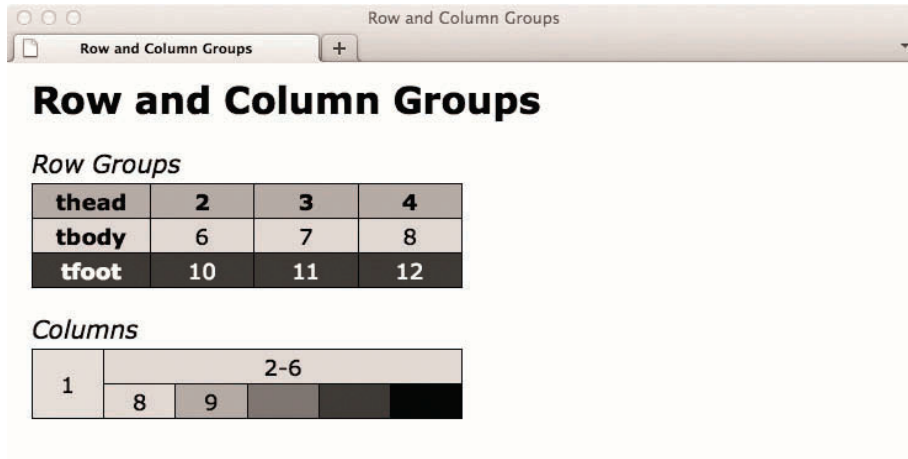 Row and Column Groups
Row and Column Groups +
Row and Column Groups
Row Groups
thead 2 3 4
tbody 6 7 8
tfoot 10 11 12
Columns
1 2-6
8 9